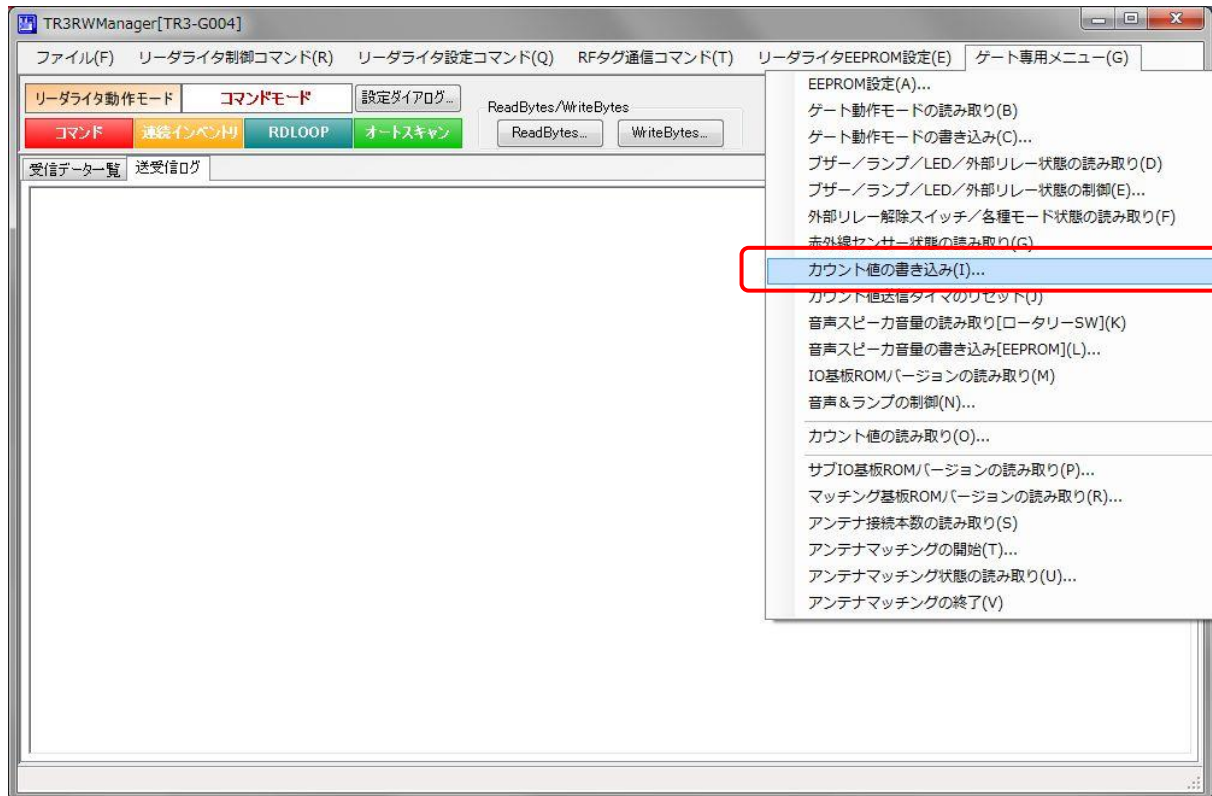 TR3RWManager[TR3-G004]
ファイル(F) リーダライタ制御コマンド(R) リーダライタ設定コマンド(Q) RFタグ通信コマンド(T) リーダライタEEPROM設定(E) ゲート専用メニュー(G)
リーダライタ動作モード コマンドモード 設定ダイアログ...
ReadBytes/WriteBytes
コマンド 連続インベントリ RDLOOP オートスキャン ReadBytes... WriteBytes...
受信データ一覧 送受信ログ
EEPROM設定(A)...
ゲート動作モードの読み取り(B)
ゲート動作モードの書き込み(C)...
ブザー／ランプ／LED／外部リレー状態の読み取り(D)
ブザー／ランプ／LED／外部リレー状態の制御(E)...
外部リレー解除スイッチ／各種モード状態の読み取り(F)
赤外線センサー状態の読み取り(G)
カウント値の書き込み(I)...
カウント値送信タイマのリセット(J)
音声スピーカ音量の読み取り[ロータリーSW](K)
音声スピーカ音量の書き込み[EEPROM](L)...
IO基板ROMバージョンの読み取り(M)
音声＆ランプの制御(N)...
カウント値の読み取り(O)...
サブIO基板ROMバージョンの読み取り(P)...
マッチング基板ROMバージョンの読み取り(R)...
アンテナ接続本数の読み取り(S)
アンテナマッチングの開始(T)...
アンテナマッチング状態の読み取り(U)...
アンテナマッチングの終了(V)